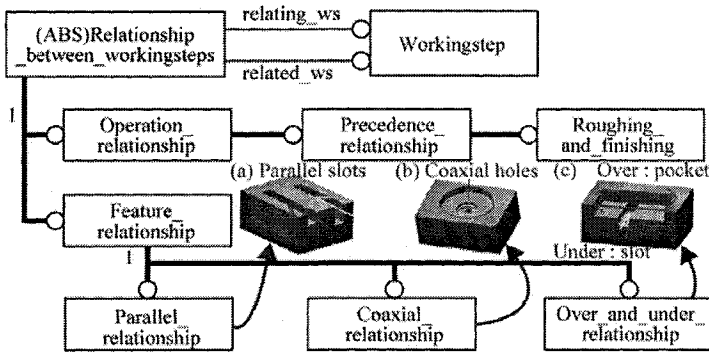 (ABS)Relationship
_between_workingsteps
relating_ws
related_ws
Workingstep
1
Operation_
relationship
Precedence_
relationship
Roughing_
and_finishing
(a) Parallel slots
(b) Coaxial holes
(c) Over : pocket
Feature_
relationship
Under : slot
1
Parallel_
relationship
Coaxial_
relationship
Over_and_under_
relationship